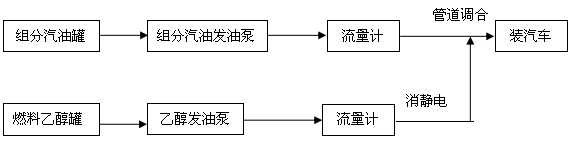 管道调合
组分汽油罐
组分汽油发油泵
流量计
装汽车
消静电
燃料乙醇罐
乙醇发油泵
流量计